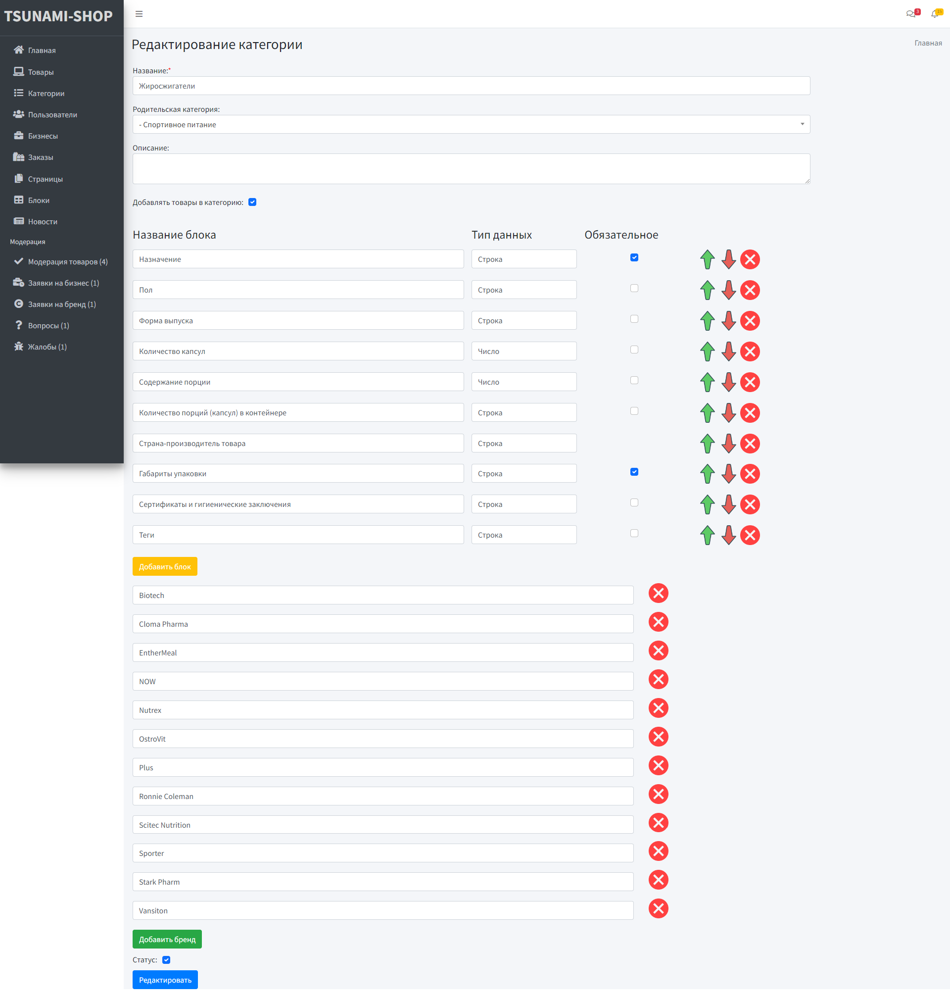 TSUNAMI-SHOP
3
15
Главная
Товары
Категории
Пользователи
Бизнесы
Заказы
Страницы
Блоки
Новости
Модерация
Модерация товаров (4)
Заявки на бизнес (1)
Заявки на бренд (1)
Вопросы (1)
Жалобы (1)
Редактирование категории
Главная
Название:*
Жиросжигатели
Родительская категория:
- Спортивное питание
Описание:
Добавлять товары в категорию:
Название блока Тип данных Обязательное
Назначение Строка
Пол Строка
Форма выпуска Строка
Количество капсул Число
Содержание порции Число
Количество порций (капсул) в контейнере Строка
Страна-производитель товара Строка
Габариты упаковки Строка
Сертификаты и гигиенические заключения Строка
Теги Строка
Добавить блок
Biotech
Cloma Pharma
EntherMeal
NOW
Nutrex
OstroVit
Plus
Ronnie Coleman
Scitec Nutrition
Sporter
Stark Pharm
Vansiton
Добавить бренд
Статус:
Редактировать